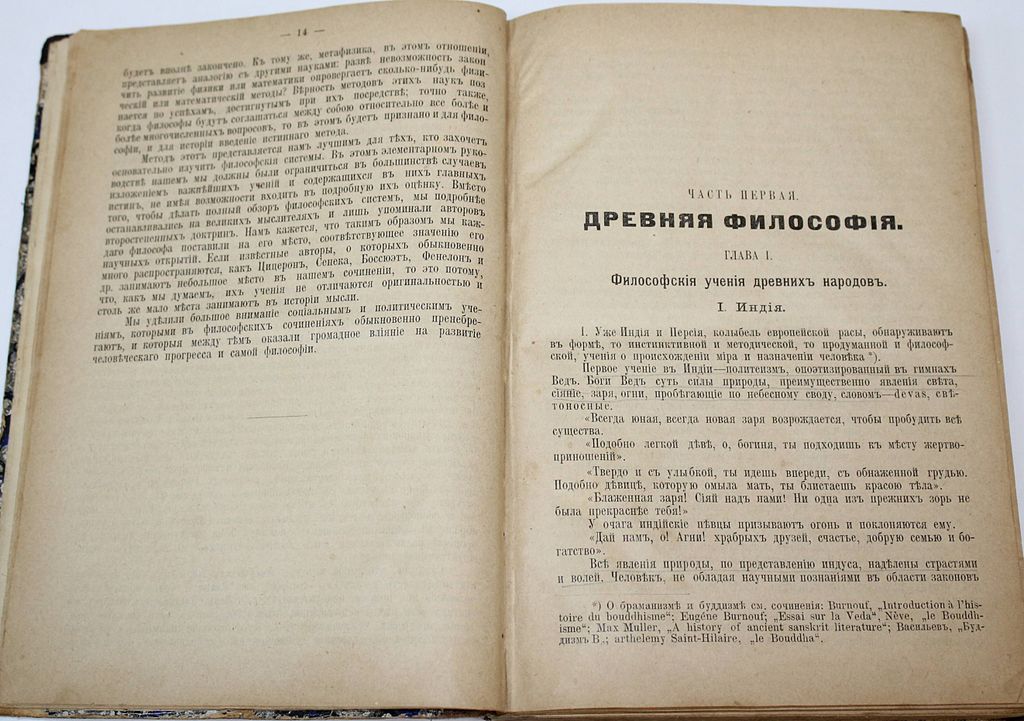 — 14 —
будетъ вполнѣ закончено. Къ тому же, метафизика, въ этомъ отношеніи,
представляетъ аналогію съ другими науками: развѣ невозможность закон
чить развитіе физики или математики опровергаетъ сколько-нибудь физи-
ческій или математическій методы? Вѣрность методовъ этихъ наукъ поз
нается по успѣхамъ, достигнутымъ при ихъ посредствѣ; точно также,
когда философы будутъ соглашаться между собою относительно все болѣе и
болѣе многочисленныхъ вопросовъ, то въ этомъ будетъ признано и для фило-
софіи, и для исторіи введеніе истиннаго метода.
Методъ этотъ представляется намъ лучшимъ для тѣхъ, кто захочетъ
основательно изучить философскія системы. Въ этомъ элементарномъ руко-
водствѣ нашемъ мы должны были ограничиться въ большинствѣ случаевъ
изложеніемъ важнѣйшихъ ученій и содержащихся въ нихъ главныхъ
истинъ, не имѣя возможности входить въ подробную ихъ оцѣнку. Вмѣсто
того, чтобы дѣлать полный обзоръ философскихъ системъ, мы подробнѣе
останавливались на великихъ мыслителяхъ и лишь упоминали авторовъ
второстепенныхъ доктринъ. Намъ кажется, что такимъ образомъ мы каж-
даго философа поставили на его мѣсто, соотвѣтствующее значенію его
научныхъ открытій. Если извѣстные авторы, о которыхъ обыкновенно
много распространяются, какъ Цицеронъ, Сенека, Боссюэтъ, Фенелонъ и
др. занимаютъ небольшое мѣсто въ нашемъ сочиненіи, то это потому,
что, какъ мы думаемъ, ихъ ученія не отличаются оригинальностью и
столь же мало мѣста занимаютъ въ исторіи мысли.
Мы удѣлили большое вниманіе соціальнымъ и политическимъ уче-
ніямъ, которыми въ философскихъ сочиненіяхъ обыкновенно пренебре-
гаютъ, и которыя между тѣмъ оказали громадное вліяніе на развитіе
человѣческаго прогресса и самой философіи.
ЧАСТЬ ПЕРВАЯ.
ДРЕВНЯЯ ФИЛОСОФІЯ.
ГЛАВА I.
Философскія ученія древнихъ народовъ.
I. Индія.
I. Уже Индія и Персія, колыбель европейской расы, обнаруживаютъ
въ формѣ, то инстинктивной и методической, то продуманной и философ-
ской, ученія о происхожденіи міра и назначеніи человѣка *).
Первое ученіе въ Индіи—политеизмъ, опоэтизированный въ гимнахъ
Ведъ. Боги Ведъ суть силы природы, преимущественно явленія свѣта,
сіяніе, заря, огни, пробѣгающіе по небесному своду, словомъ—devas, свѣ-
тоносные.
«Всегда юная, всегда новая заря возрождается, чтобы пробудить всѣ
существа.
«Подобно легкой дѣвѣ, о, богиня, ты подходишь къ мѣсту жертво-
приношеній».
«Твердо и съ улыбкой, ты идешь впереди, съ обнаженной грудью.
Подобно дѣвицѣ, которую омыла мать, ты блистаешь красою тѣла».
«Блаженная заря! Сіяй надъ нами! Ни одна изъ прежнихъ зорь не
была прекраснѣе тебя!»
У очага индійскіе пѣвцы призываютъ огонь и поклоняются ему.
«Дай намъ, о! Агни! храбрыхъ друзей, счастье, добрую семью и бо-
гатство».
Всѣ явленія природы, по представленію индуса, надѣлены страстями
и волей. Человѣкъ, не обладая научными познаніями въ области законовъ
*) О браманизмѣ и буддизмѣ см. сочиненія: Burnouf, „Introduction à l'his-
toire du bouddhisme“; Eugéne Burnouf; „Essai sur la Veda“, Nève, „le Bouddh-
isme“; Max Muller, „A history of ancient sanskrit literature“; Васильевъ, „Буд-
дизмъ В.; arthelemy Saint-Hilaire, „le Bouddha“.